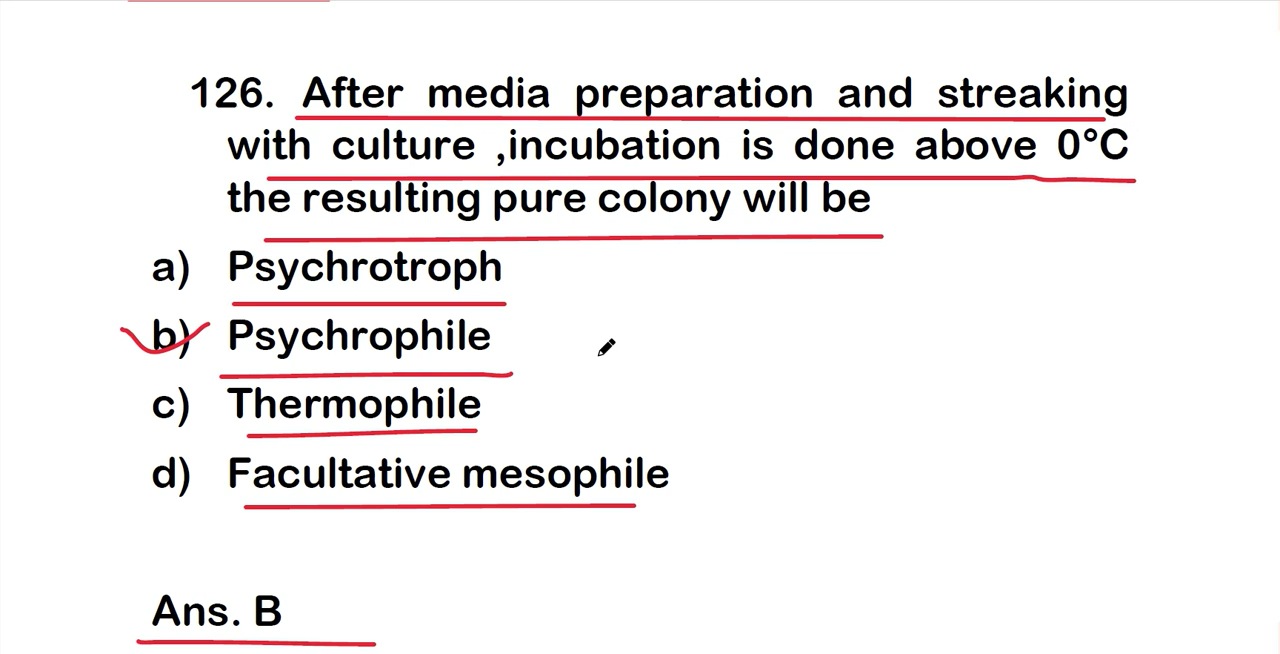 126. After media preparation and streaking
with culture ,incubation is done above 0°C
the resulting pure colony will be
a) Psychrotroph
b) Psychrophile
c) Thermophile
d) Facultative mesophile
Ans. B